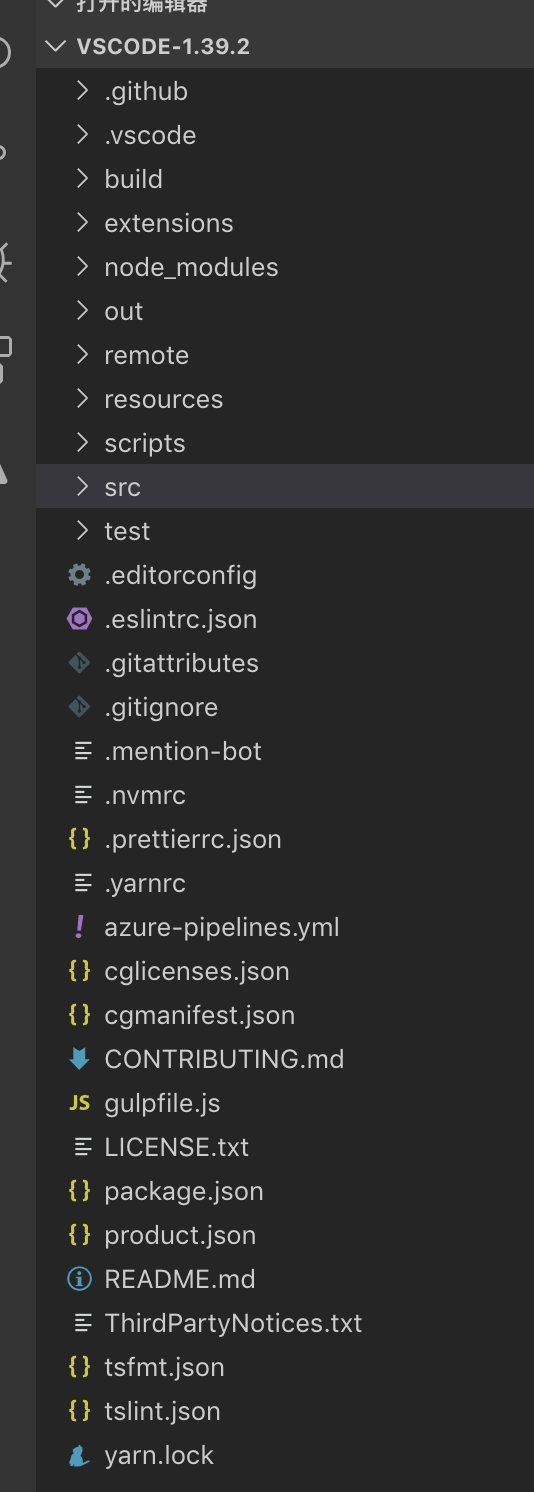 打开的编辑器
VSCODE-1.39.2
.github
.vscode
build
extensions
node_modules
out
remote
resources
scripts
src
test
.editorconfig
.eslintrc.json
.gitattributes
.gitignore
.mention-bot
.nvmrc
.prettierrc.json
.yarnrc
azure-pipelines.yml
cglicenses.json
cgmanifest.json
CONTRIBUTING.md
JS gulpfile.js
LICENSE.txt
package.json
product.json
README.md
ThirdPartyNotices.txt
tsfmt.json
tslint.json
yarn.lock